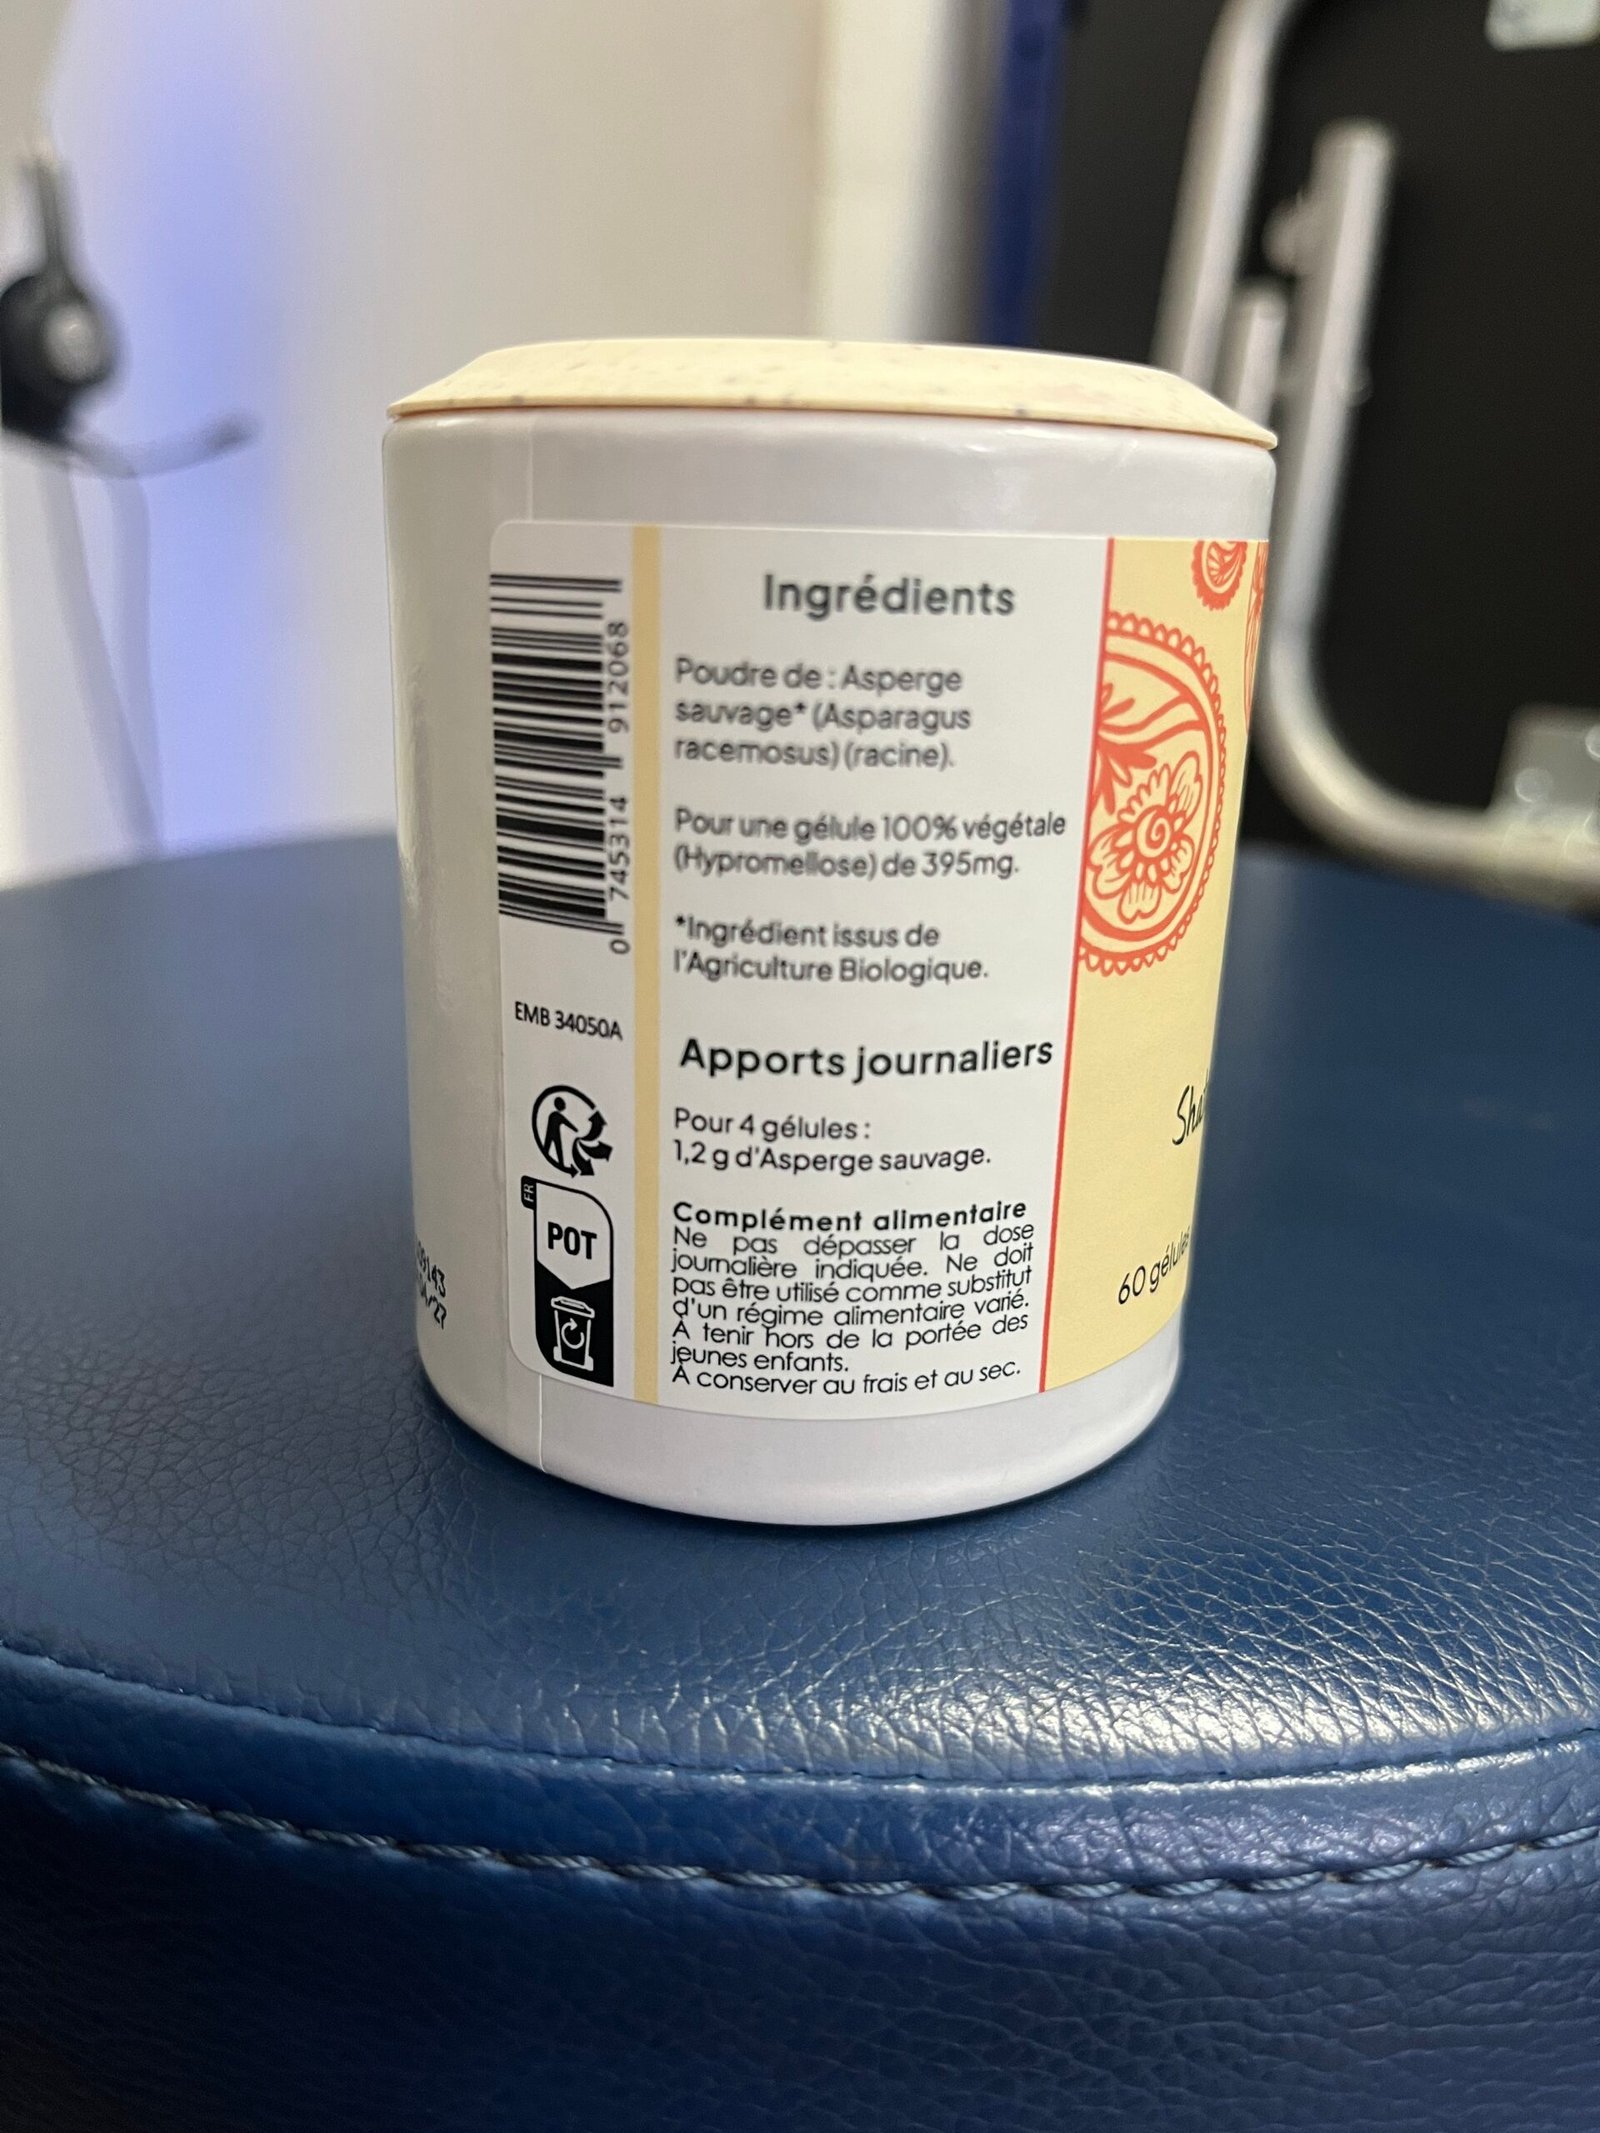 Ingrédients
Poudre de : Asperge
sauvage* (Asparagus
racemosus) (racine).
Pour une gélule 100% végétale
(Hypromellose) de 395mg.
*Ingrédient issus de
l'Agriculture Biologique.
Apports journaliers
Pour 4 gélules :
1,2 g d'Asperge sauvage.
Complément alimentaire
Ne pas dépasser la dose
journalière indiquée. Ne doit
pas être utilisé comme substitut
d'un régime alimentaire varié.
À tenir hors de la portée des
jeunes enfants.
À conserver au frais et au sec.
0 745314 912068
EMB 34050A
FR
POT
60 gélules